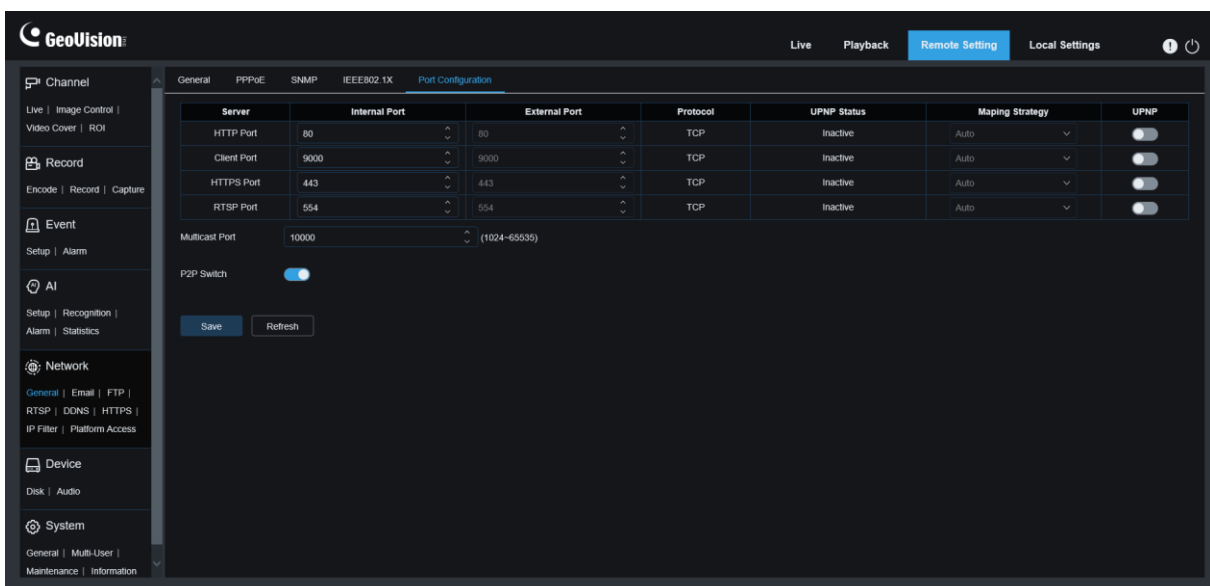 GeoVision
Live Playback Remote Setting Local Settings
Channel
Live | Image Control |
Video Cover | ROI
Record
Encode | Record | Capture
Event
Setup | Alarm
AI
Setup | Recognition |
Alarm | Statistics
Network
General | Email | FTP |
RTSP | DDNS | HTTPS |
IP Filter | Platform Access
Device
Disk | Audio
System
General | Multi-User |
Maintenance | Information
General PPPoE SNMP IEEE802.1X Port Configuration
Server Internal Port External Port Protocol UPNP Status Maping Strategy UPNP
HTTP Port 80 80 TCP Inactive Auto
Client Port 9000 9000 TCP Inactive Auto
HTTPS Port 443 443 TCP Inactive Auto
RTSP Port 554 554 TCP Inactive Auto
Multicast Port 10000 (1024~65535)
P2P Switch
Save Refresh